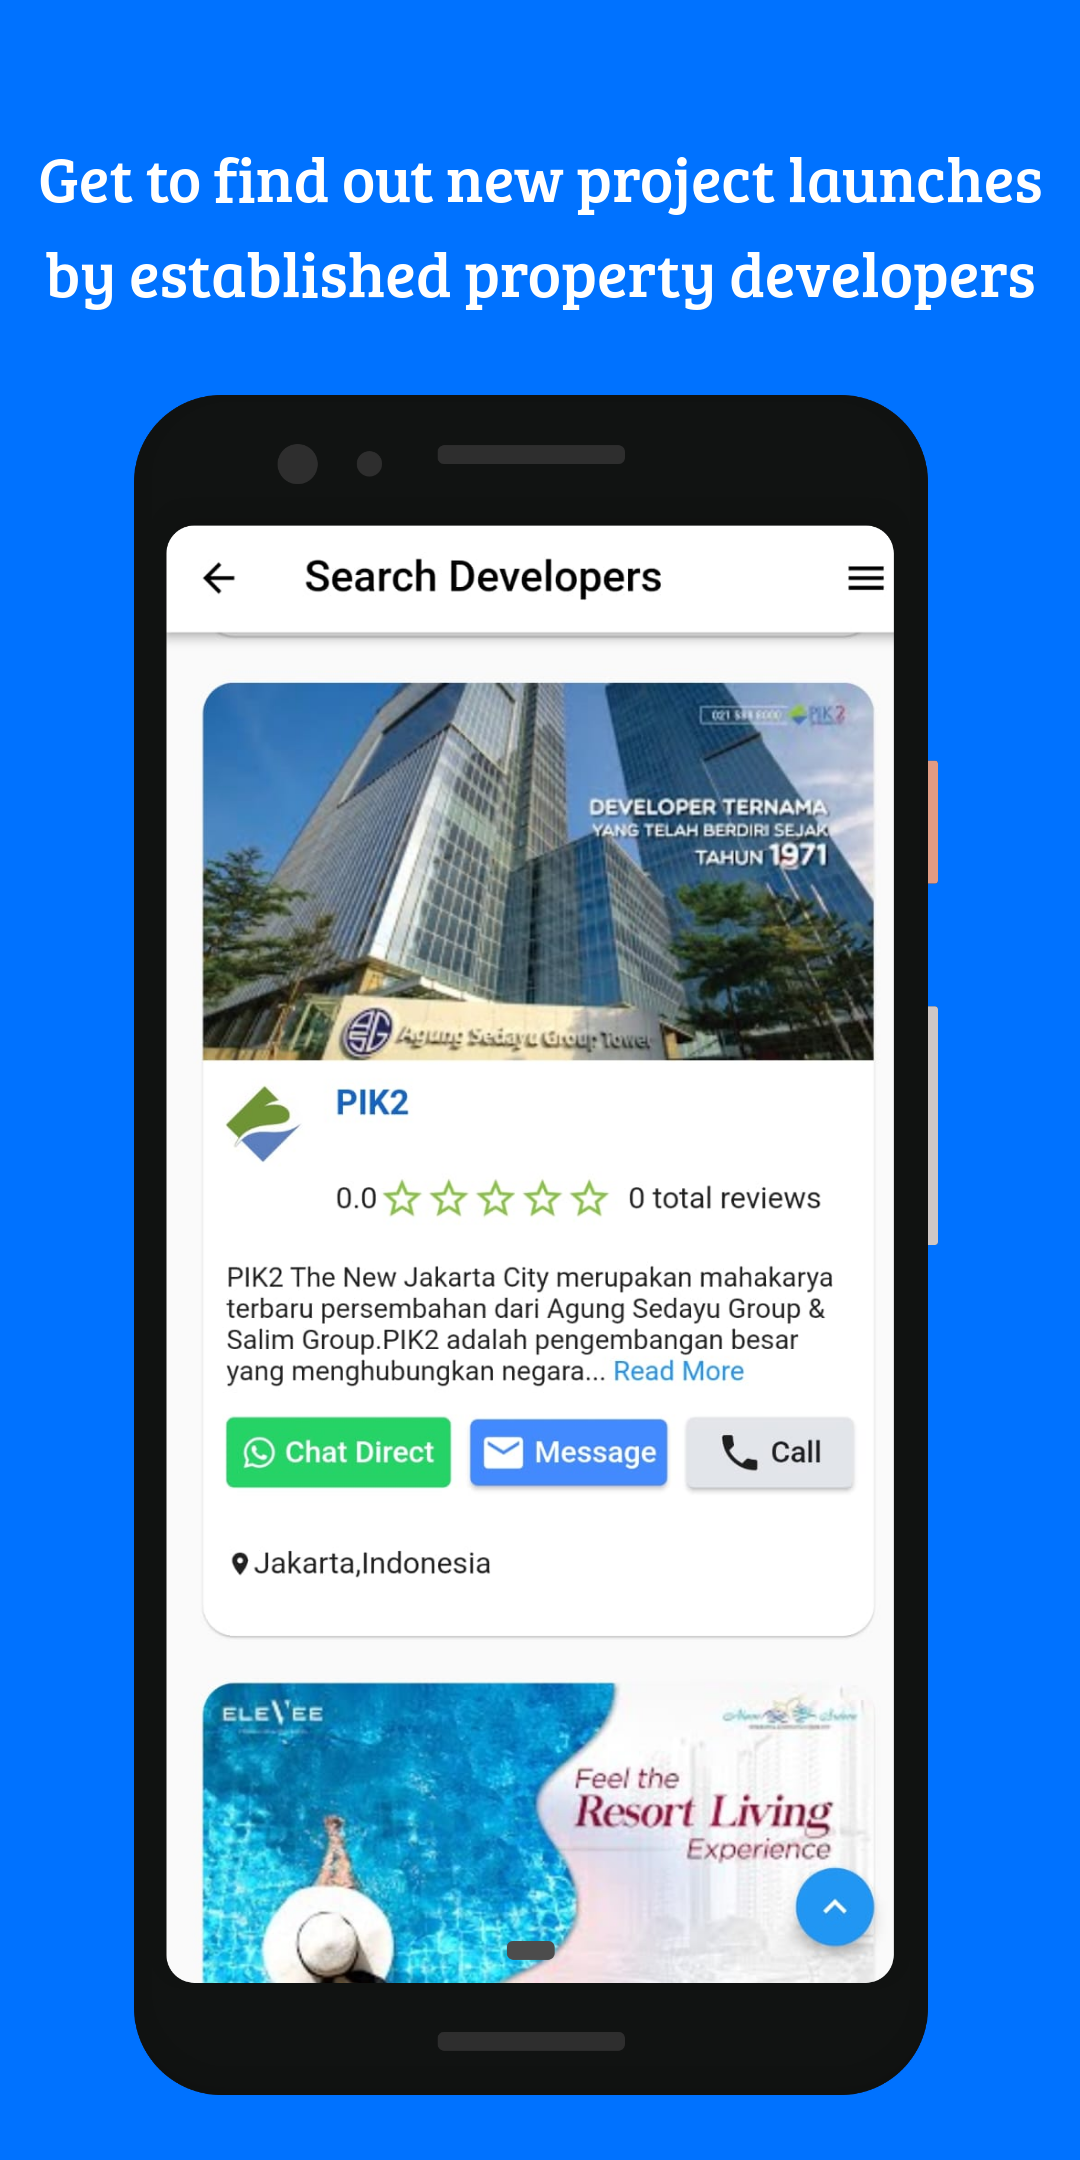 Get to find out new project launches
by established property developers
Search Developers
PIK2
DEVELOPER TERNAMA
YANG TELAH BERDIRI SEJAK
TAHUN 1971
Agung Sedayu Group Tower
PIK2
0.0 0 total reviews
PIK2 The New Jakarta City merupakan mahakarya
terbaru persembahan dari Agung Sedayu Group &
Salim Group.PIK2 adalah pengembangan besar
yang menghubungkan negara... Read More
Chat Direct
Message
Call
Jakarta,Indonesia
ELEVEE
Feel the
Resort Living
Experience